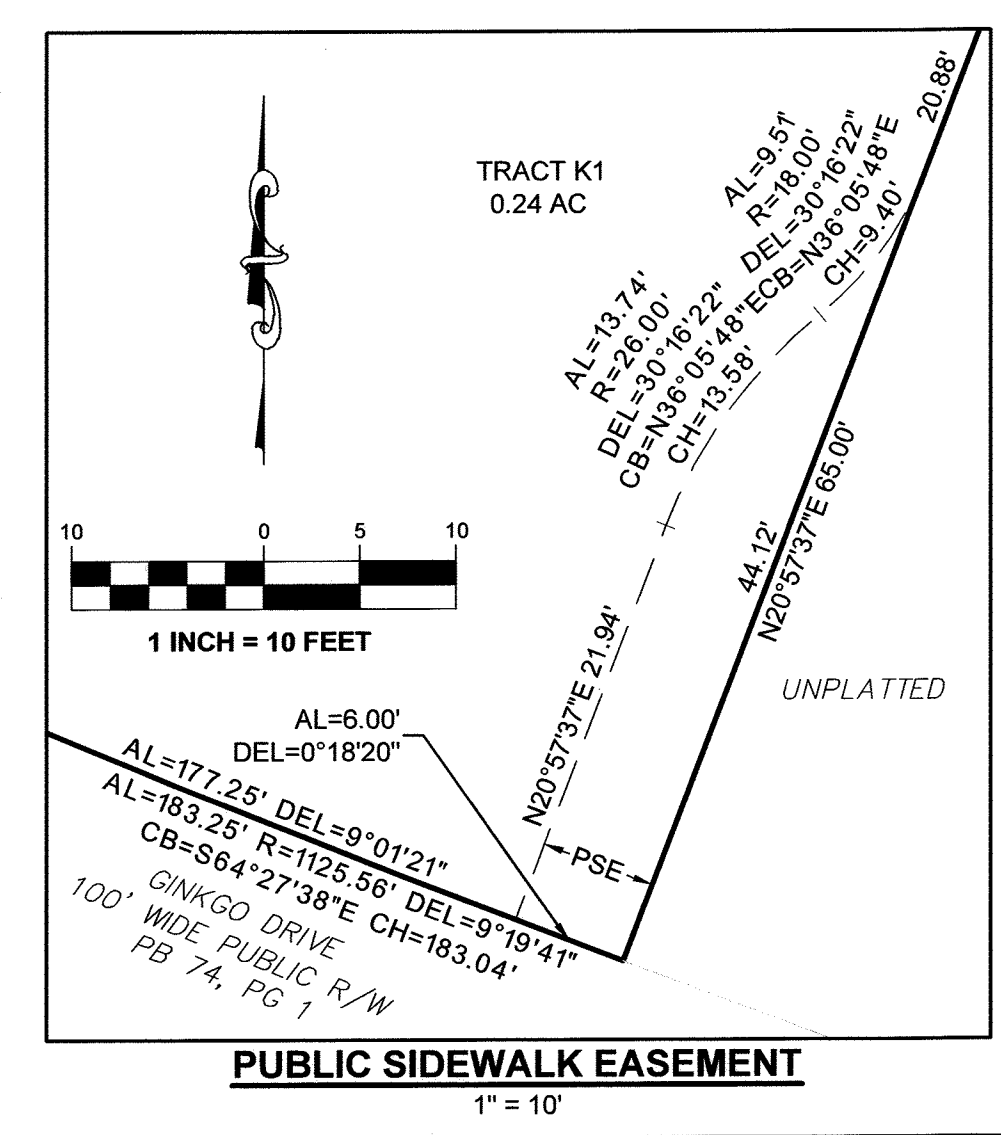 20.88'
TRACT K1
0.24 AC
AL=9.51'
R=18.00'
DEL=30°16'22"
CB=N36°05'48"E
CH=9.40'
AL=13.74'
R=26.00'
DEL=30°16'22"
CB=N36°05'48"E
CH=13.58'
10 0 5 10
1 INCH = 10 FEET
44.12'
N20°57'37"E 65.00'
UNPLATTED
N20°57'37"E 21.94'
AL=6.00'
DEL=0°18'20"
PSE
AL=177.25' DEL=9°01'21"
AL=183.25' R=1125.56' DEL=9°19'41"
CB=S64°27'38"E CH=183.04'
GINKGO DRIVE
100' WIDE PUBLIC R/W
PB 74, PG 1
PUBLIC SIDEWALK EASEMENT
1" = 10'